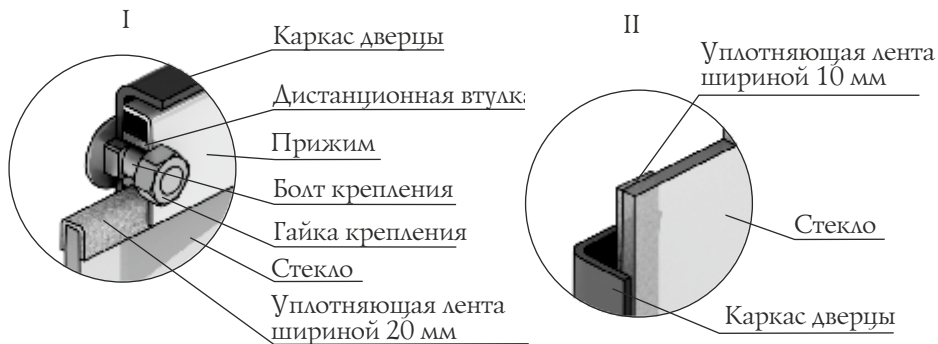 I
Каркас дверцы
Дистанционная втулка
Прижим
Болт крепления
Гайка крепления
Стекло
Уплотняющая лента
шириной 20 мм
II
Уплотняющая лента
шириной 10 мм
Стекло
Каркас дверцы